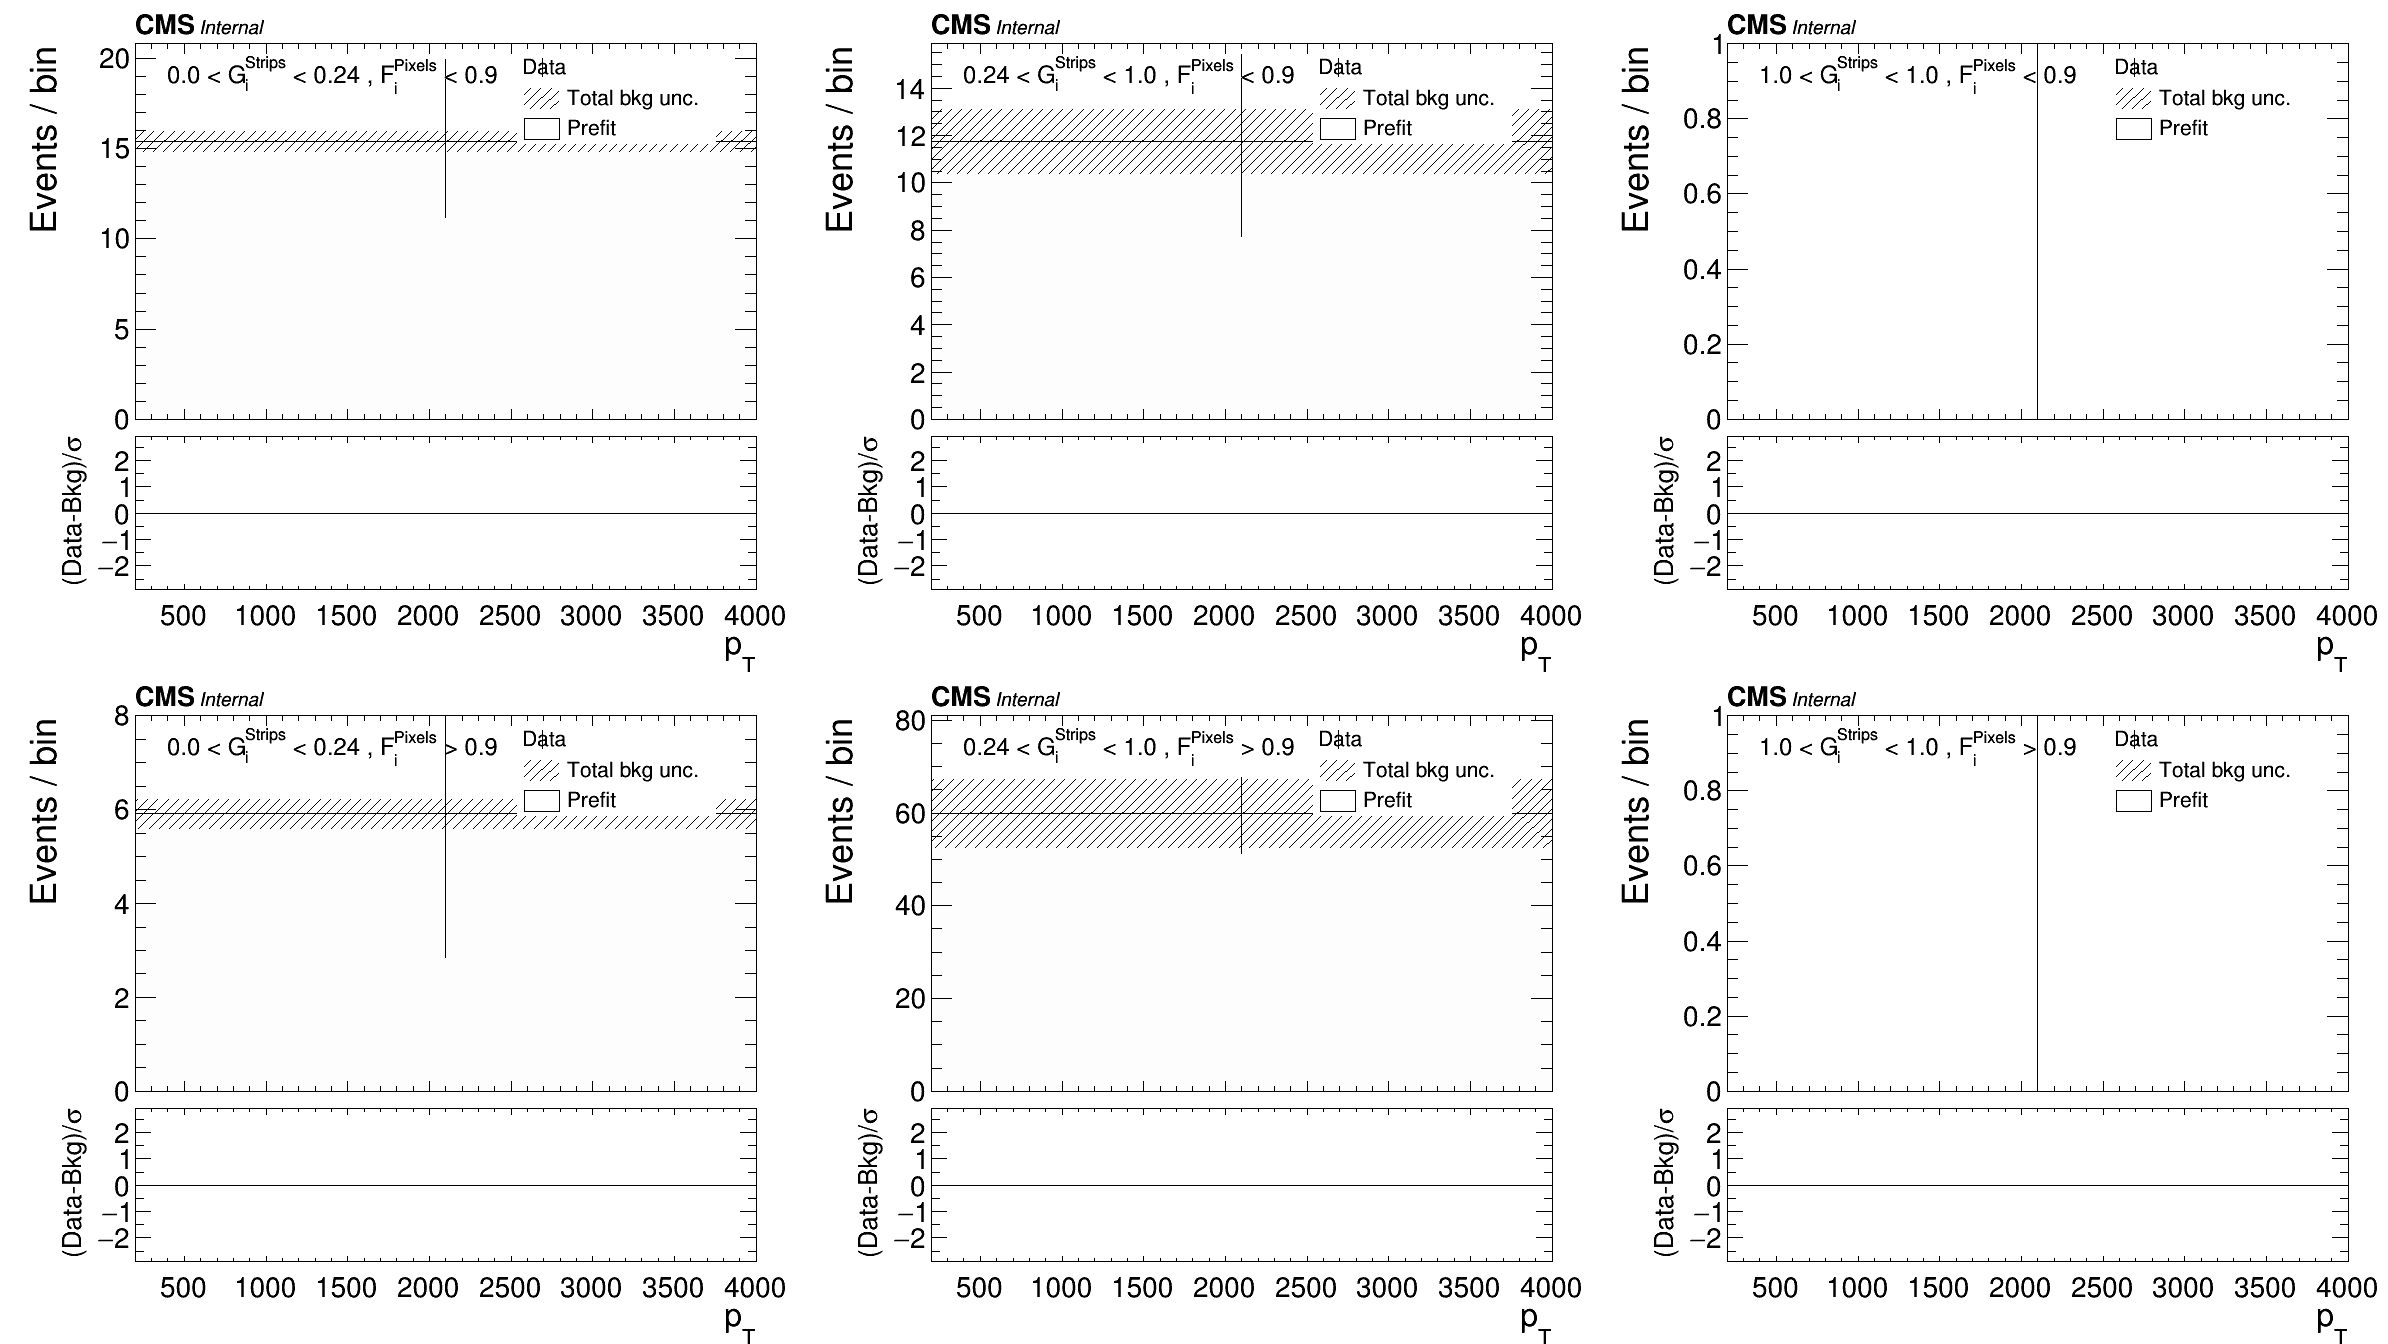 CMS Internal
Events / bin
0.0 < G_i^Strips < 0.24 , F_i^Pixels < 0.9
Data
Total bkg unc.
Prefit
20
15
10
5
0
(Data-Bkg)/σ
2
1
0
−1
−2
500 1000 1500 2000 2500 3000 3500 4000
p_T
CMS Internal
Events / bin
0.24 < G_i^Strips < 1.0 , F_i^Pixels < 0.9
Data
Total bkg unc.
Prefit
14
12
10
8
6
4
2
0
(Data-Bkg)/σ
2
1
0
−1
−2
500 1000 1500 2000 2500 3000 3500 4000
p_T
CMS Internal
Events / bin
1.0 < G_i^Strips < 1.0 , F_i^Pixels < 0.9
Data
Total bkg unc.
Prefit
1
0.8
0.6
0.4
0.2
0
(Data-Bkg)/σ
2
1
0
−1
−2
500 1000 1500 2000 2500 3000 3500 4000
p_T
CMS Internal
Events / bin
0.0 < G_i^Strips < 0.24 , F_i^Pixels > 0.9
Data
Total bkg unc.
Prefit
8
6
4
2
0
(Data-Bkg)/σ
2
1
0
−1
−2
500 1000 1500 2000 2500 3000 3500 4000
p_T
CMS Internal
Events / bin
0.24 < G_i^Strips < 1.0 , F_i^Pixels > 0.9
Data
Total bkg unc.
Prefit
80
60
40
20
0
(Data-Bkg)/σ
2
1
0
−1
−2
500 1000 1500 2000 2500 3000 3500 4000
p_T
CMS Internal
Events / bin
1.0 < G_i^Strips < 1.0 , F_i^Pixels > 0.9
Data
Total bkg unc.
Prefit
1
0.8
0.6
0.4
0.2
0
(Data-Bkg)/σ
2
1
0
−1
−2
500 1000 1500 2000 2500 3000 3500 4000
p_T